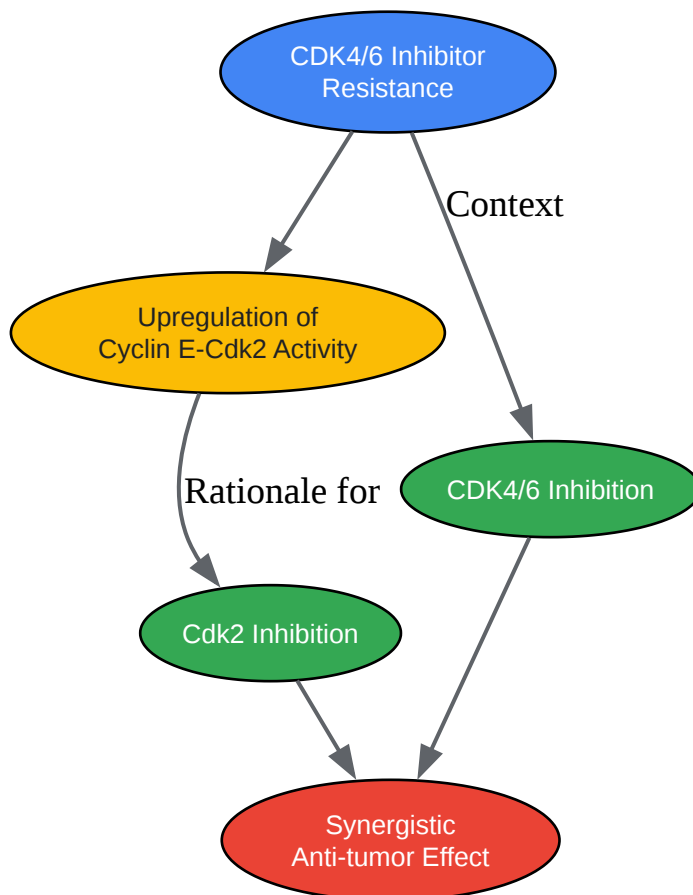 CDK4/6 Inhibitor
Resistance
Context
Upregulation of
Cyclin E-Cdk2 Activity
Rationale for
CDK4/6 Inhibition
Cdk2 Inhibition
Synergistic
Anti-tumor Effect